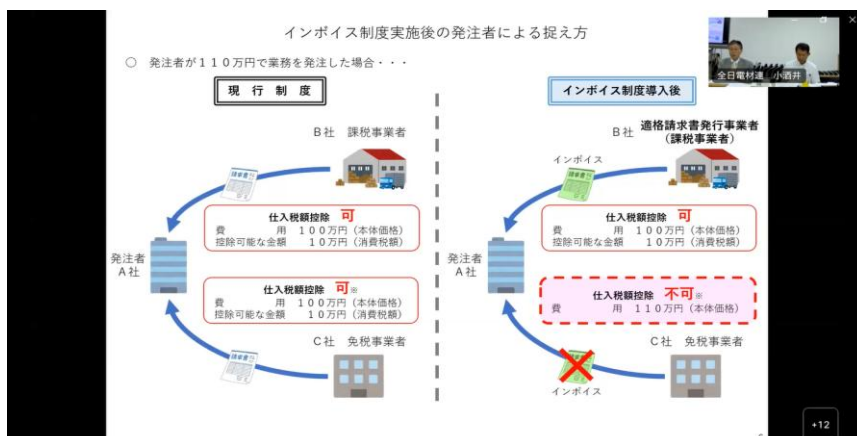 インボイス制度実施後の発注者による捉え方
○ 発注者が110万円で業務を発注した場合・・・
現行制度
B社 課税事業者
請求書
仕入税額控除 可
費 用 100万円(本体価格)
控除可能な金額 10万円(消費税額)
発注者
A社
仕入税額控除 可※
費 用 100万円(本体価格)
控除可能な金額 10万円(消費税額)
C社 免税事業者
請求書
インボイス制度導入後
B社 適格請求書発行事業者
(課税事業者)
インボイス
仕入税額控除 可
費 用 100万円(本体価格)
控除可能な金額 10万円(消費税額)
発注者
A社
仕入税額控除 不可※
費 用 110万円(本体価格)
C社 免税事業者
インボイス
全日電材連 小酒井
+12